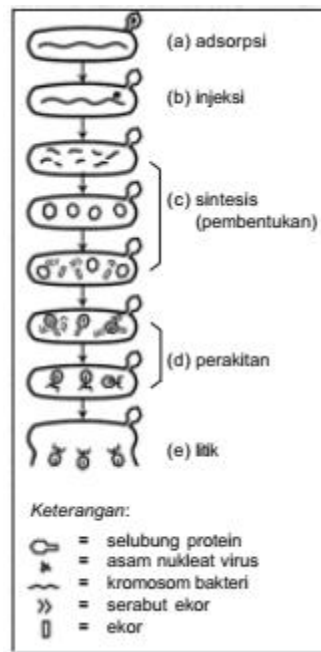 (a) adsorpsi
(b) injeksi
(c) sintesis
(pembentukan)
(d) perakitan
(e) litik
Keterangan:
= selubung protein
= asam nukleat virus
= kromosom bakteri
= serabut ekor
= ekor